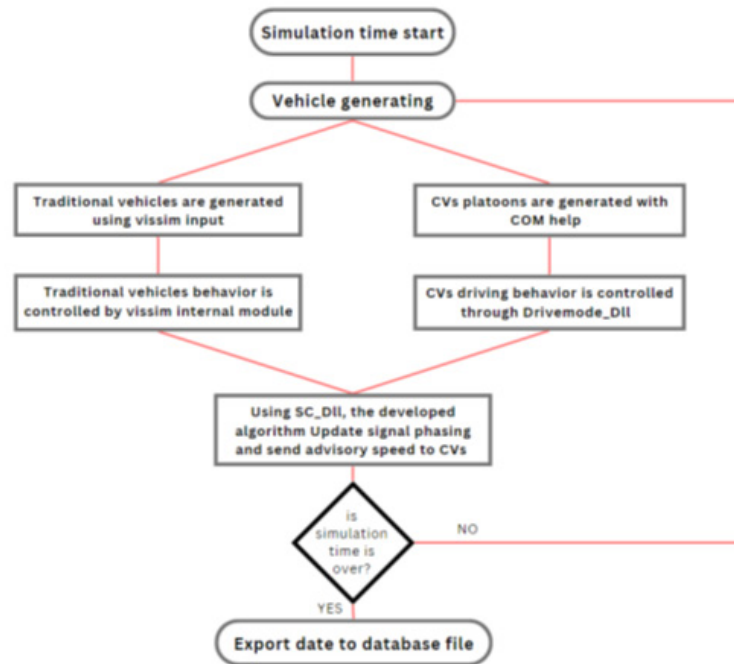 Simulation time start
Vehicle generating
Traditional vehicles are generated
using vissim input
CVs platoons are generated with
COM help
Traditional vehicles behavior is
controlled by vissim internal module
CVs driving behavior is controlled
through Drivemode_Dll
Using SC_Dll, the developed
algorithm Update signal phasing
and send advisory speed to CVs
is
simulation
time is
over?
NO
YES
Export date to database file